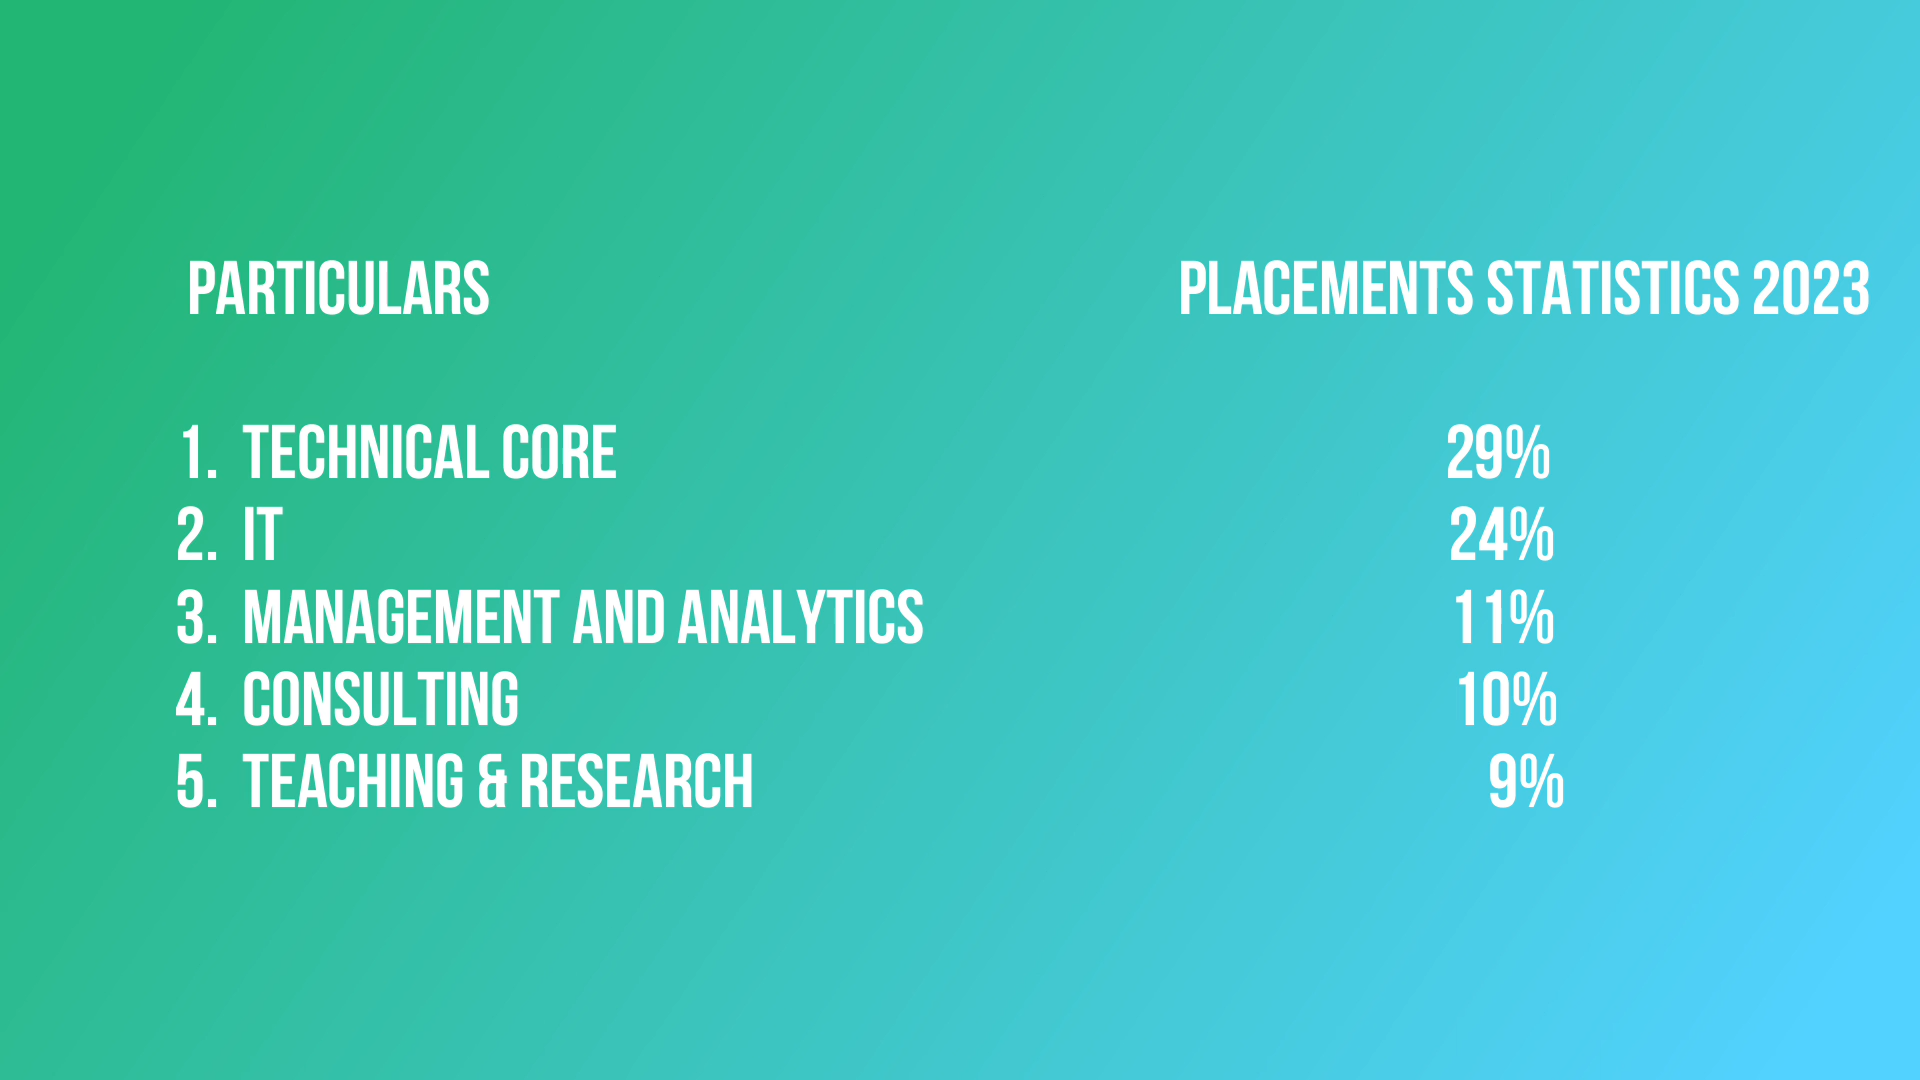 PARTICULARS PLACEMENTS STATISTICS 2023
1. TECHNICAL CORE 29%
2. IT 24%
3. MANAGEMENT AND ANALYTICS 11%
4. CONSULTING 10%
5. TEACHING & RESEARCH 9%